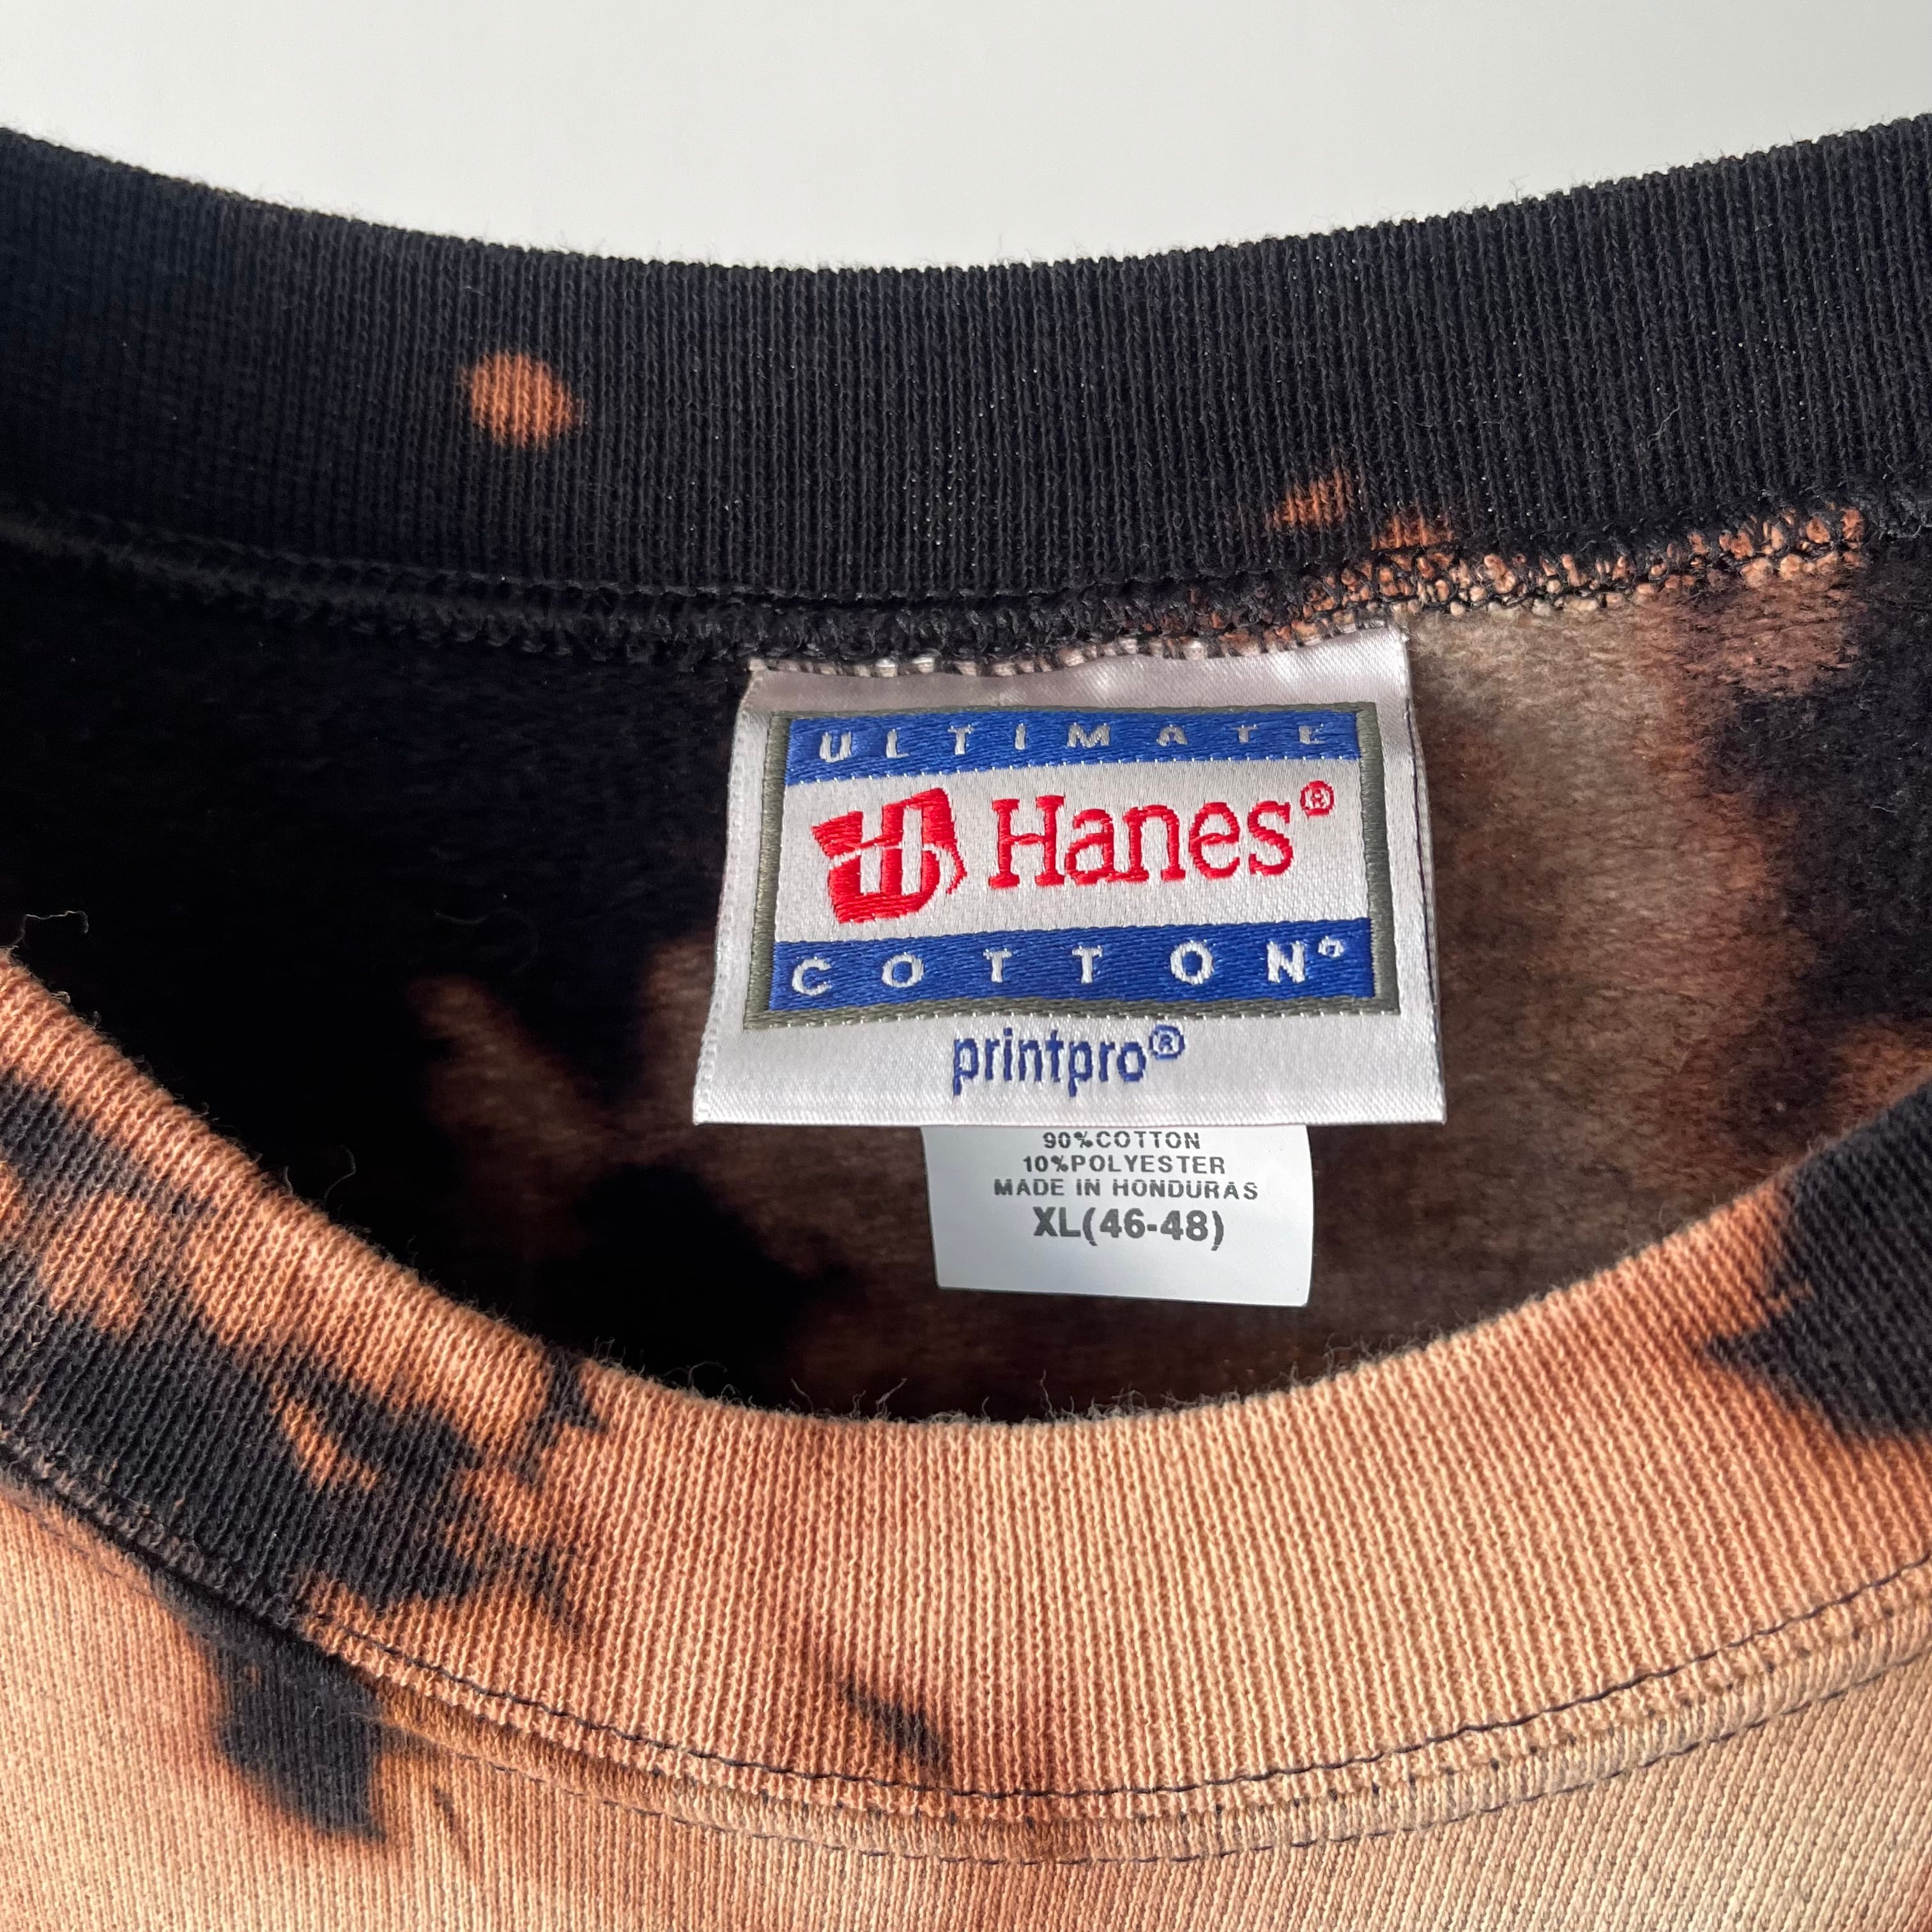 ULTIMATE
Hanes®
COTTON®
printpro®
90%COTTON
10%POLYESTER
MADE IN HONDURAS
XL(46-48)